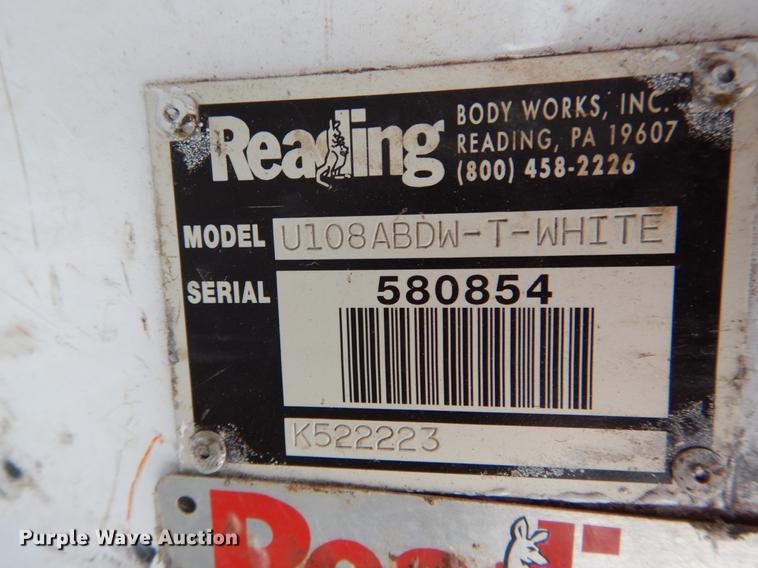 Reading
BODY WORKS, INC.
READING, PA 19607
(800) 458-2226
MODEL U108ABDW-T-WHITE
SERIAL 580854
K522223
Purple Wave Auction